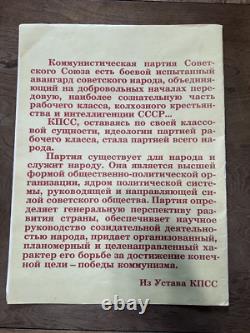 Коммунистическая партия Совет-
ского Союза есть боевой испытанный
авангард советского народа, объединяю-
щий на добровольных началах передо-
вую, наиболее сознательную часть
рабочего класса, колхозного крестьян-
ства и интеллигенции СССР...
КПСС, оставаясь по своей классо-
вой сущности, идеологии партией рабо-
чего класса, стала партией всего на-
рода.
Партия существует для народа и
служит народу. Она является высшей
формой общественно-политической ор-
ганизации, ядром политической систе-
мы, руководящей и направляющей си-
лой советского общества. Партия опре-
деляет генеральную перспективу разви-
тия страны, обеспечивает научное
руководство созидательной деятельнос-
тью народа, придает организованный,
планомерный и целенаправленный ха-
рактер его борьбе за достижение конеч-
ной цели – победы коммунизма.
Из Устава КПСС